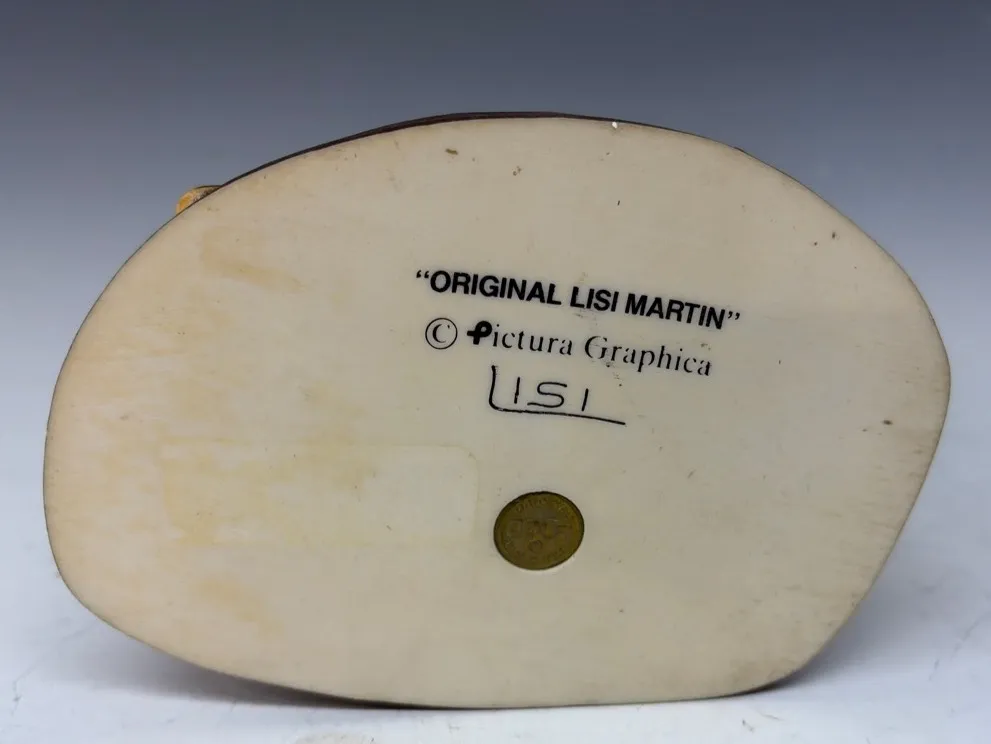 “ORIGINAL LISI MARTIN”
© Pictura Graphica
LISI